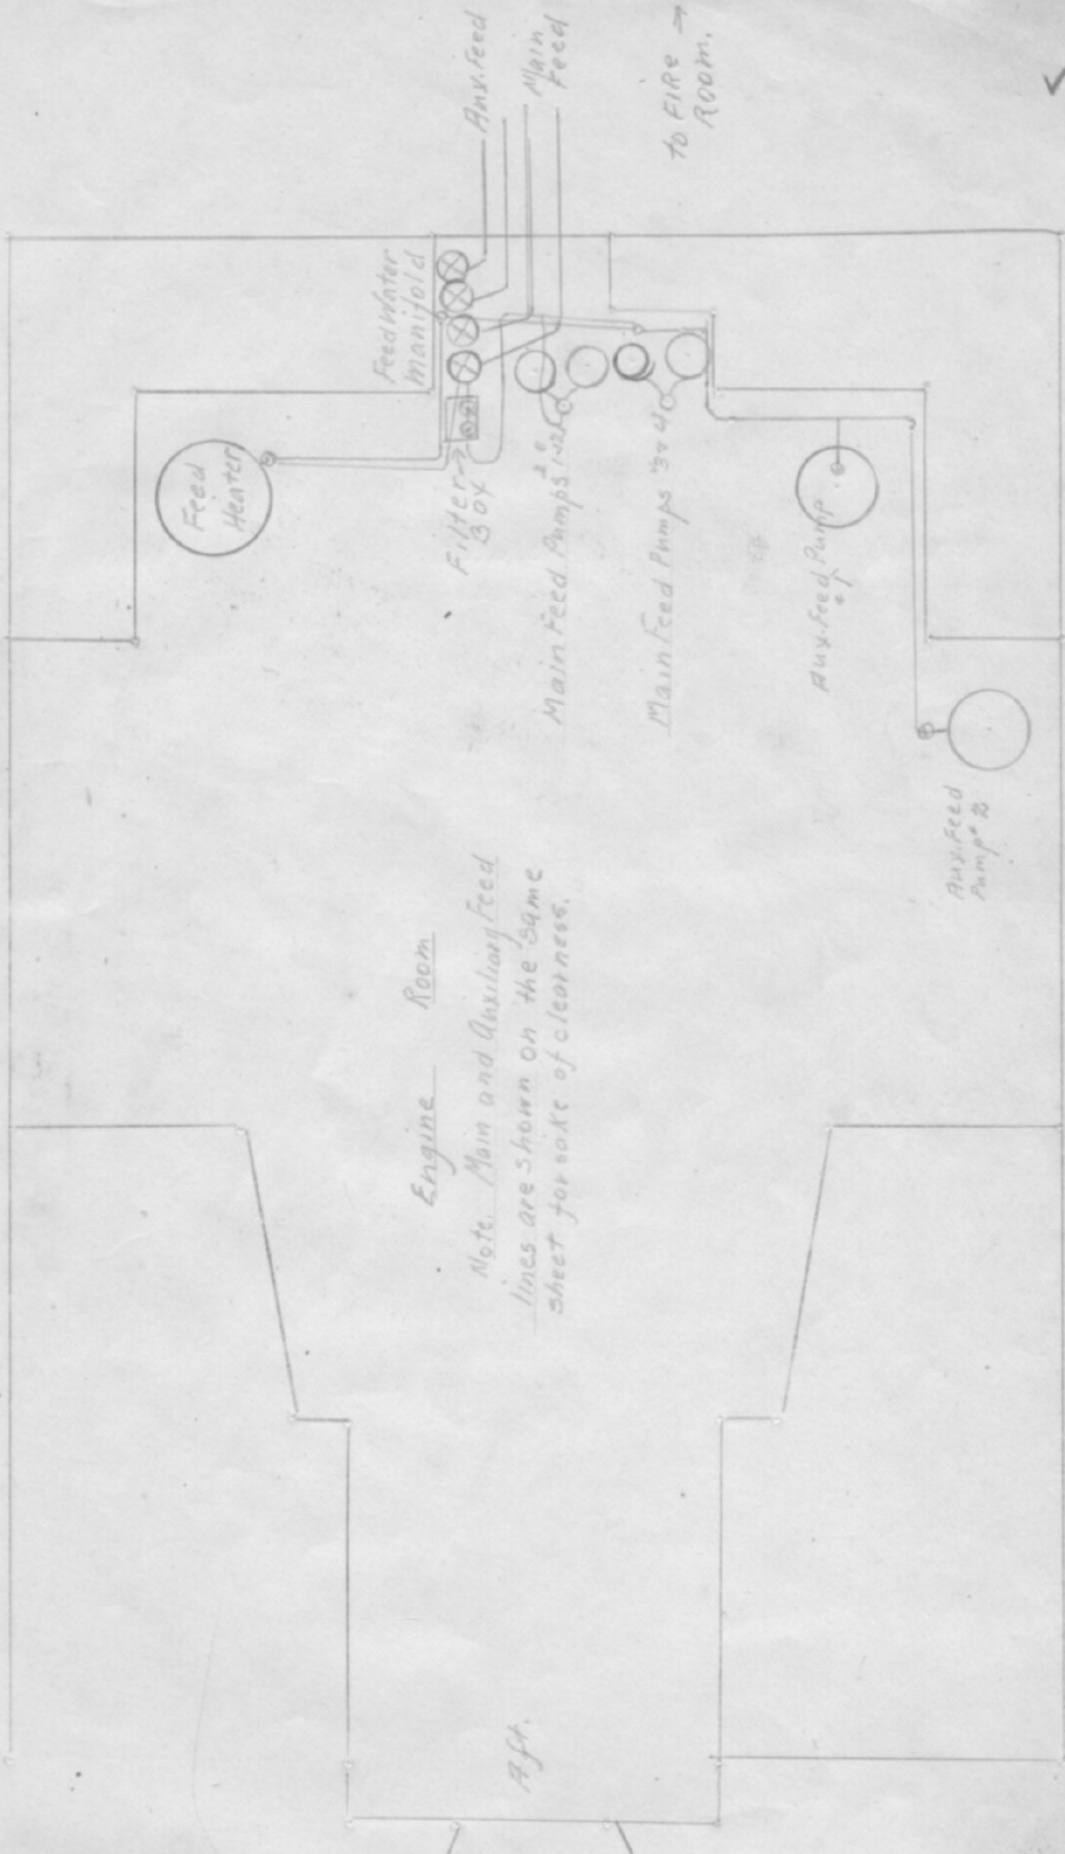 Aux. Feed
Main
Feed
to FIRE →
ROOM.
Feed Water
manifold
Feed
Heater
Filter
Box
Main Feed Pumps 1 & 2
Main Feed Pumps 3 & 4
Aux. Feed Pump
#1
Aux. Feed
Pump # 2
Engine Room
Note. Main and Auxiliary Feed
lines are shown on the same
sheet for sake of clearness.
Aft.